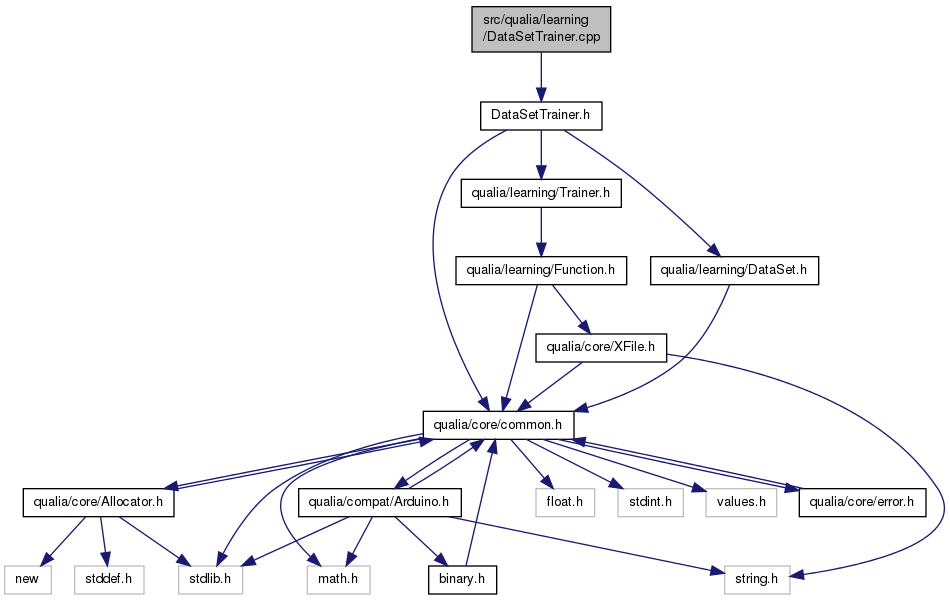 src/qualia/learning
/DataSetTrainer.cpp
DataSetTrainer.h
qualia/learning/Trainer.h
qualia/learning/Function.h
qualia/learning/DataSet.h
qualia/core/XFile.h
qualia/core/common.h
qualia/core/Allocator.h
qualia/compat/Arduino.h
float.h
stdint.h
values.h
qualia/core/error.h
new
stddef.h
stdlib.h
math.h
binary.h
string.h